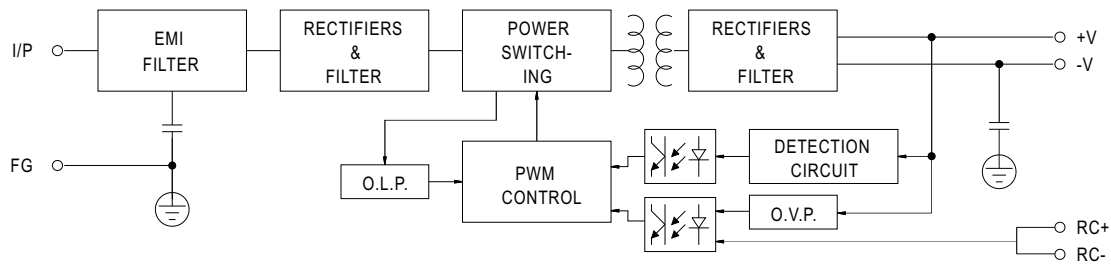 I/P
EMI
FILTER
RECTIFIERS
&
FILTER
POWER
SWITCH-
ING
RECTIFIERS
&
FILTER
+V
-V
FG
O.L.P.
PWM
CONTROL
DETECTION
CIRCUIT
O.V.P.
RC+
RC-